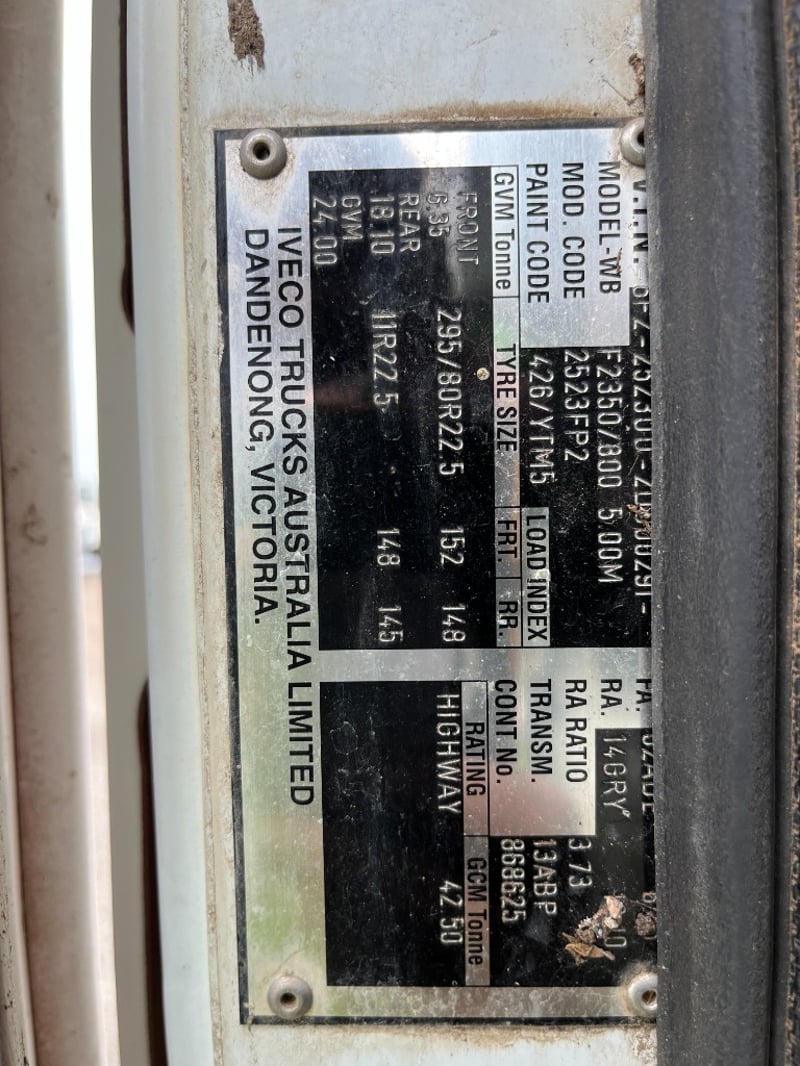 V.I.N.
MODEL-WB F2350/800 5.00M RA. 14GRY
MOD. CODE 2523FP2 RA RATIO 3.73
PAINT CODE 426/YTM5 TRANSM. 13ABP
LOAD INDEX CONT No. 868625
GVM Tonne TYRE SIZE FRT. RR. RATING GCM Tonne
FRONT
6.35 295/80R22.5 152 148 HIGHWAY 42.50
REAR
18.10 11R22.5 148 145
GVM
24.00
IVECO TRUCKS AUSTRALIA LIMITED
DANDENONG, VICTORIA.